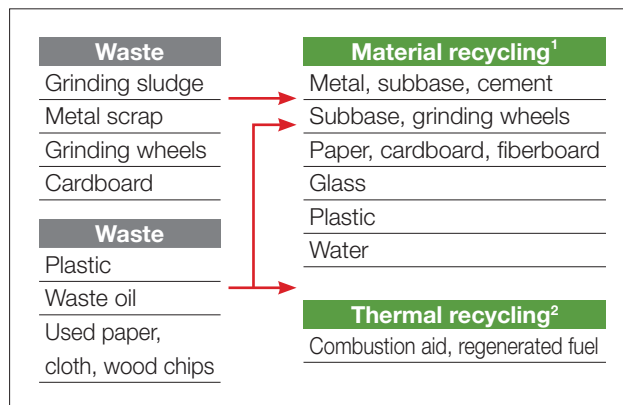 Waste
Grinding sludge
Metal scrap
Grinding wheels
Cardboard
Waste
Plastic
Waste oil
Used paper,
cloth, wood chips
Material recycling¹
Metal, subbase, cement
Subbase, grinding wheels
Paper, cardboard, fiberboard
Glass
Plastic
Water
Thermal recycling²
Combustion aid, regenerated fuel